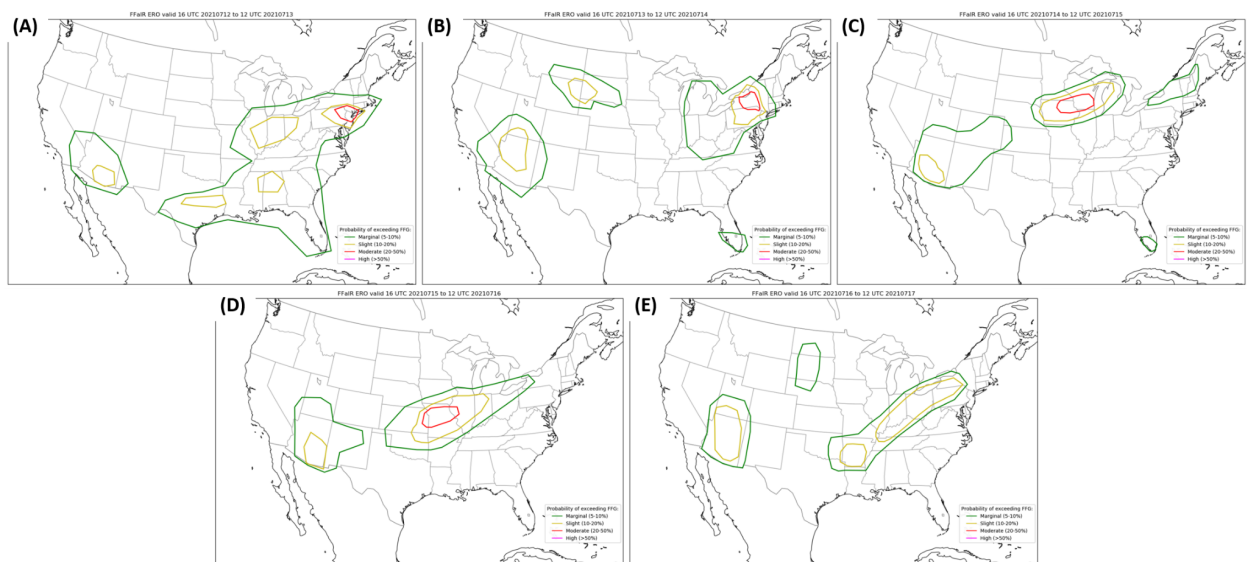 (A)
FFaIR ERO valid 16 UTC 20210712 to 12 UTC 20210713
Probability of exceeding FFG:
Marginal (5-10%)
Slight (10-20%)
Moderate (20-50%)
High (>50%)
(B)
FFaIR ERO valid 16 UTC 20210713 to 12 UTC 20210714
Probability of exceeding FFG:
Marginal (5-10%)
Slight (10-20%)
Moderate (20-50%)
High (>50%)
(C)
FFaIR ERO valid 16 UTC 20210714 to 12 UTC 20210715
Probability of exceeding FFG:
Marginal (5-10%)
Slight (10-20%)
Moderate (20-50%)
High (>50%)
(D)
FFaIR ERO valid 16 UTC 20210715 to 12 UTC 20210716
Probability of exceeding FFG:
Marginal (5-10%)
Slight (10-20%)
Moderate (20-50%)
High (>50%)
(E)
FFaIR ERO valid 16 UTC 20210716 to 12 UTC 20210717
Probability of exceeding FFG:
Marginal (5-10%)
Slight (10-20%)
Moderate (20-50%)
High (>50%)